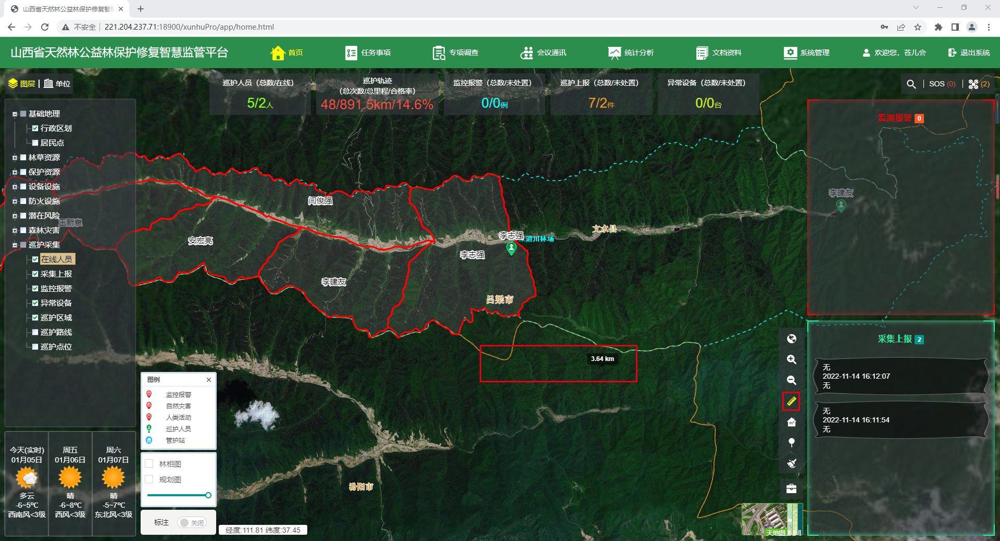 山西省天然林公益林保护修复智慧
不安全
221.204.237.71:18900/xunhuPro/app/home.html
山西省天然林公益林保护修复智慧监管平台
首页
任务事项
专项调查
会议通讯
统计分析
文档资料
系统管理
欢迎您，苍儿会
退出系统
图层 | 单位
巡护人员（总数/在线）
5/2人
巡护轨迹
（总次数/总里程/合格率）
48/891.5km/14.6%
监控报警（总数/未处置）
0/0例
巡护上报（总数/未处置）
7/2件
异常设备（总数/未处置）
0/0台
SOS (0)
(2)
基础地理
行政区划
居民点
林草资源
保护资源
设备设施
防火设施
潜在风险
森林灾害
巡护采集
在线人员
采集上报
监控报警
异常设备
巡护区域
巡护路线
巡护点位
王新泉
闫俊强
安宏亮
李建友
李志强
李志强
二道川林场
文水县
吕梁市
汾阳市
李建友
3.64 km
监测报警 0
采集上报 2
无
2022-11-14 16:12:07
无
无
2022-11-14 16:11:54
无
图例
监控报警
自然灾害
人类活动
巡护人员
管护站
林相图
规划图
标注
关闭
经度:111.81 纬度:37.45
今天(实时)
01月05日
多云
-6~5℃
西南风<3级
周五
01月06日
晴
-6~8℃
西风<3级
周六
01月07日
晴
-5~7℃
东北风<3级
天地图